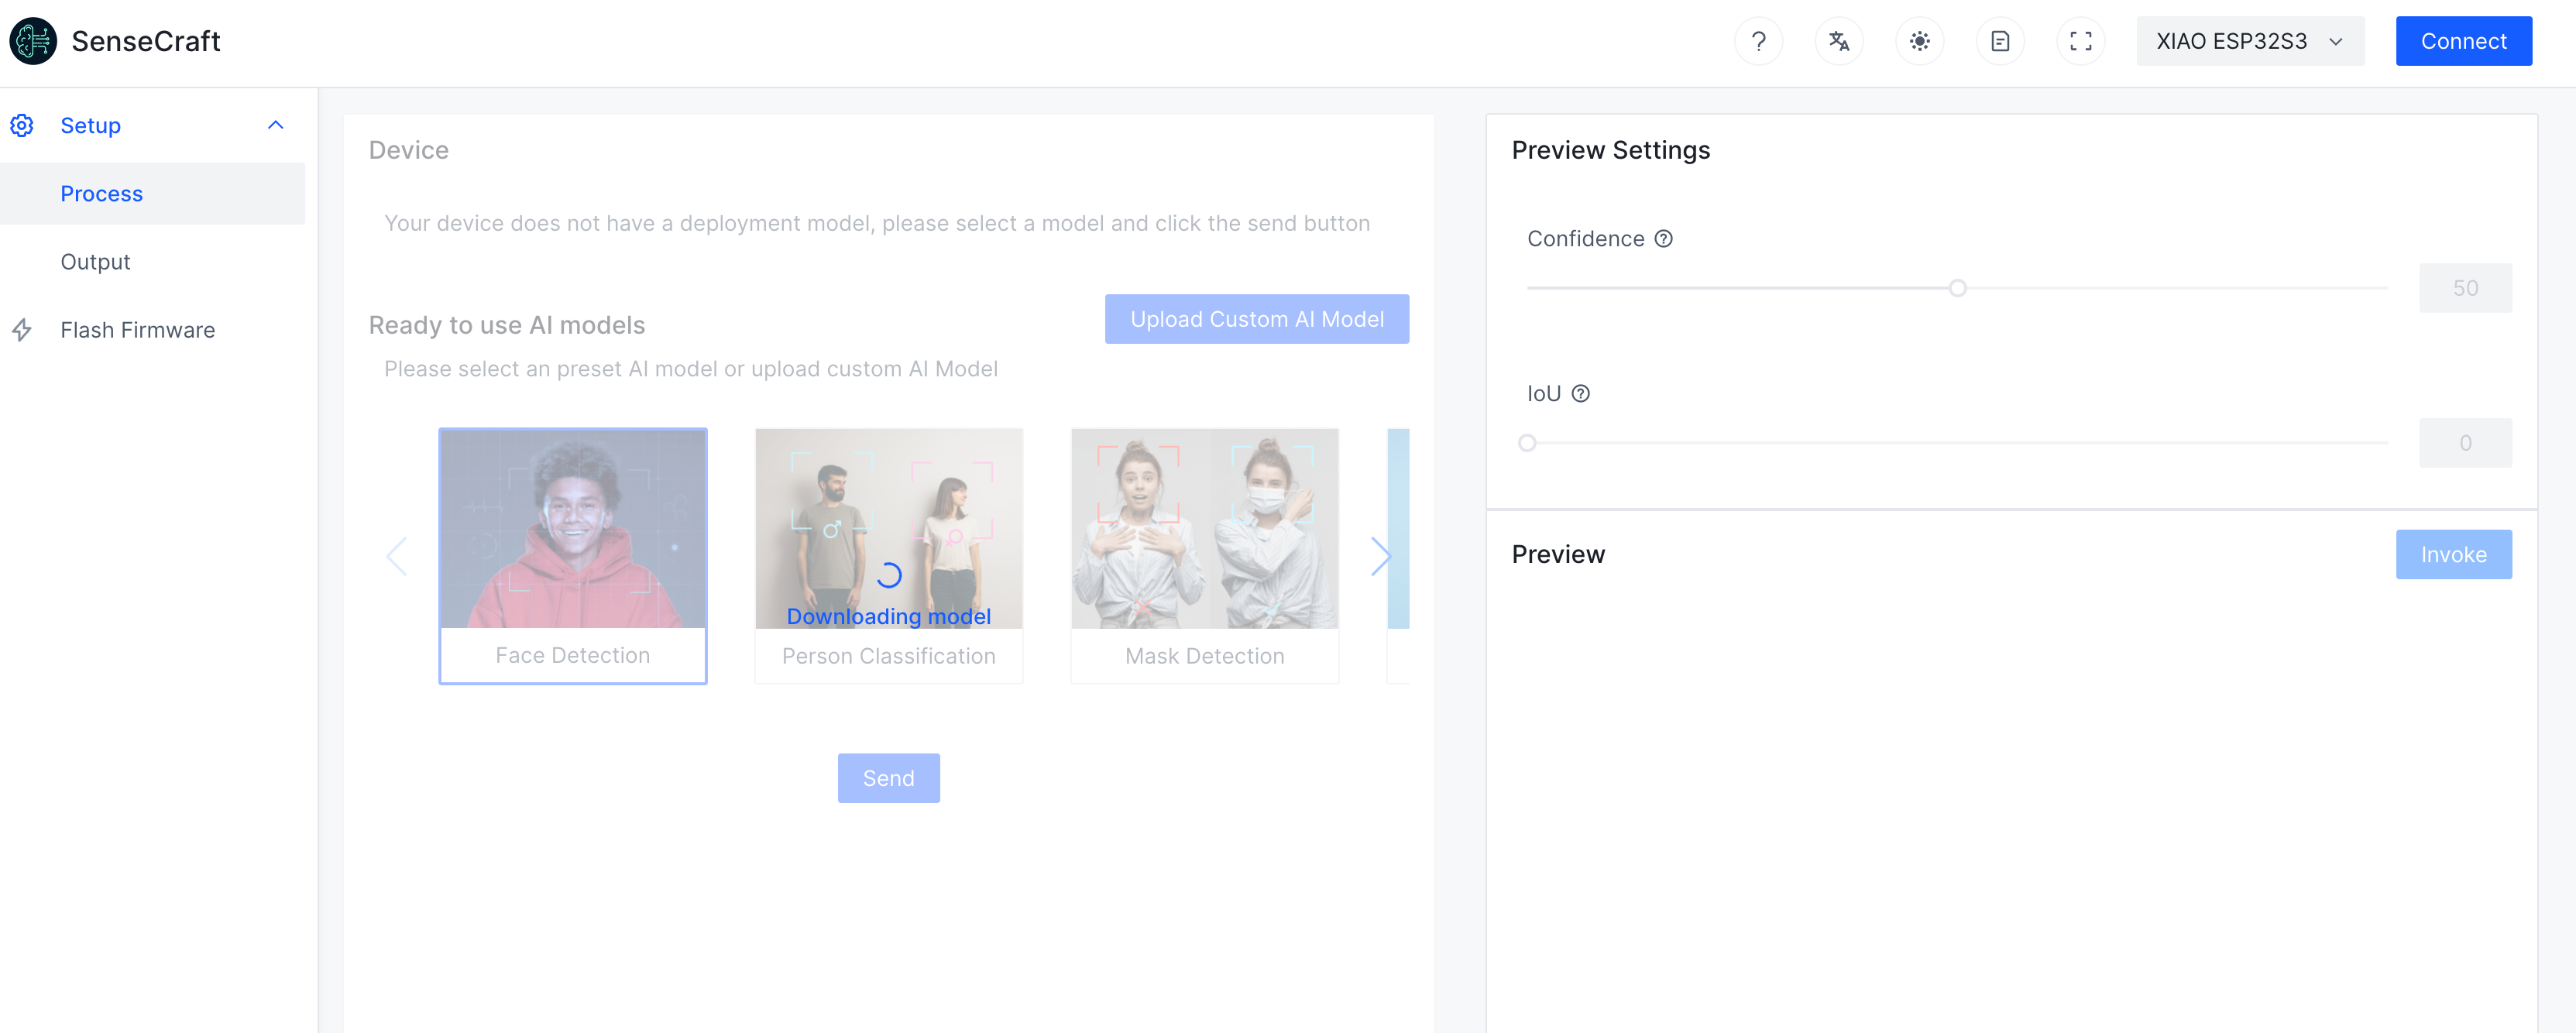 SenseCraft
XIAO ESP32S3
Connect
Setup
Process
Output
Flash Firmware
Device
Your device does not have a deployment model, please select a model and click the send button
Ready to use AI models
Upload Custom AI Model
Please select an preset AI model or upload custom AI Model
Downloading model
Face Detection
Person Classification
Mask Detection
Send
Preview Settings
Confidence
50
IoU
0
Preview
Invoke